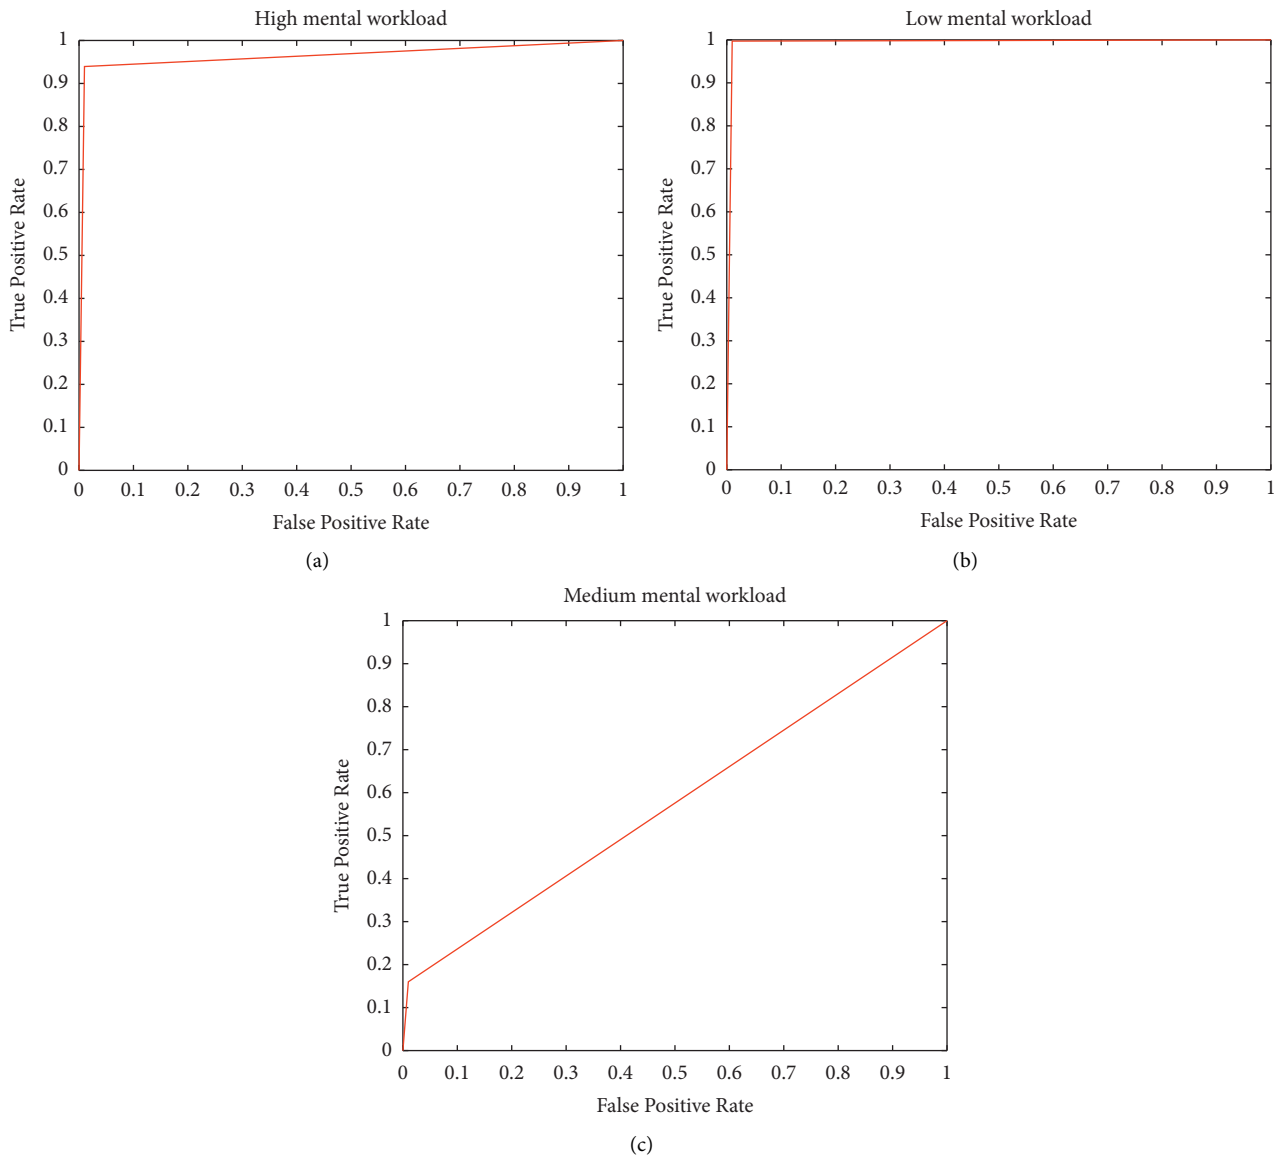 High mental workload
1
0.9
0.8
0.7
0.6
0.5
0.4
0.3
0.2
0.1
0
True Positive Rate
0 0.1 0.2 0.3 0.4 0.5 0.6 0.7 0.8 0.9 1
False Positive Rate
(a)
Low mental workload
1
0.9
0.8
0.7
0.6
0.5
0.4
0.3
0.2
0.1
0
True Positive Rate
0 0.1 0.2 0.3 0.4 0.5 0.6 0.7 0.8 0.9 1
False Positive Rate
(b)
Medium mental workload
1
0.9
0.8
0.7
0.6
0.5
0.4
0.3
0.2
0.1
0
True Positive Rate
0 0.1 0.2 0.3 0.4 0.5 0.6 0.7 0.8 0.9 1
False Positive Rate
(c)